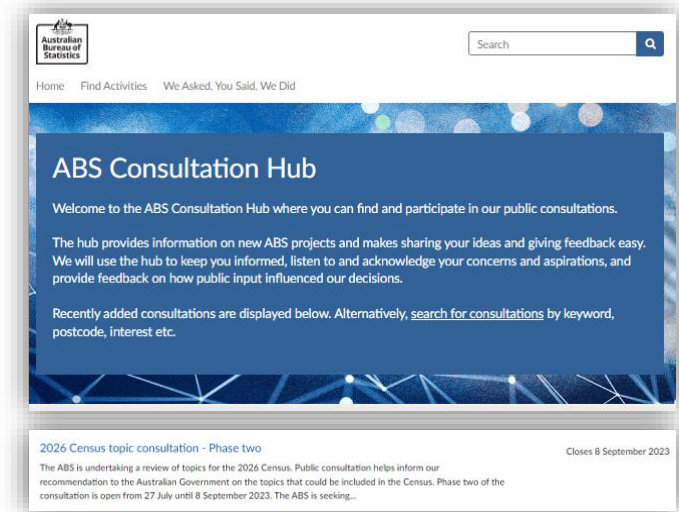 Australian
Bureau of
Statistics
Search
Home Find Activities We Asked, You Said, We Did
ABS Consultation Hub
Welcome to the ABS Consultation Hub where you can find and participate in our public consultations.
The hub provides information on new ABS projects and makes sharing your ideas and giving feedback easy.
We will use the hub to keep you informed, listen to and acknowledge your concerns and aspirations, and
provide feedback on how public input influenced our decisions.
Recently added consultations are displayed below. Alternatively, search for consultations by keyword,
postcode, interest etc.
2026 Census topic consultation - Phase two
Closes 8 September 2023
The ABS is undertaking a review of topics for the 2026 Census. Public consultation helps inform our
recommendation to the Australian Government on the topics that could be included in the Census. Phase two of the
consultation is open from 27 July until 8 September 2023. The ABS is seeking...